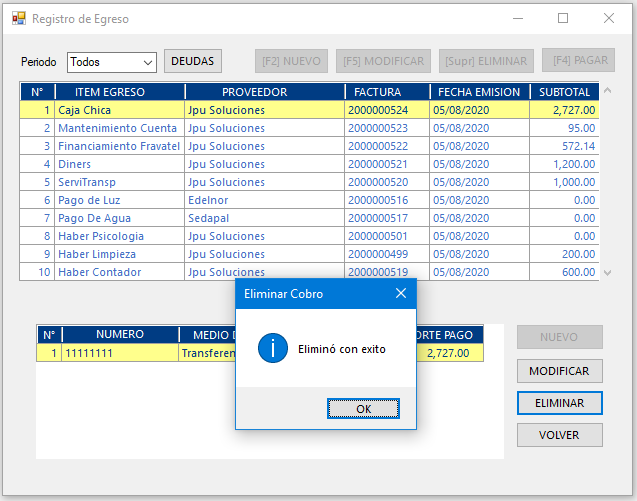 Registro de Egreso
Periodo Todos DEUDAS [F2] NUEVO [F5] MODIFICAR [Supr] ELIMINAR [F4] PAGAR
N° ITEM EGRESO PROVEEDOR FACTURA FECHA EMISION SUBTOTAL
1 Caja Chica Jpu Soluciones 2000000524 05/08/2020 2,727.00
2 Mantenimiento Cuenta Jpu Soluciones 2000000523 05/08/2020 95.00
3 Financiamiento Fravatel Jpu Soluciones 2000000522 05/08/2020 572.14
4 Diners Jpu Soluciones 2000000521 05/08/2020 1,200.00
5 ServiTransp Jpu Soluciones 2000000520 05/08/2020 1,000.00
6 Pago de Luz Edelnor 2000000516 05/08/2020 0.00
7 Pago De Agua Sedapal 2000000517 05/08/2020 0.00
8 Haber Psicologia Jpu Soluciones 2000000501 05/08/2020 0.00
9 Haber Limpieza Jpu Soluciones 2000000499 05/08/2020 200.00
10 Haber Contador Jpu Soluciones 2000000519 05/08/2020 600.00
Eliminar Cobro
Eliminó con exito
OK
N° NUMERO MEDIO D ORTE PAGO
1 11111111 Transferen 2,727.00
NUEVO
MODIFICAR
ELIMINAR
VOLVER